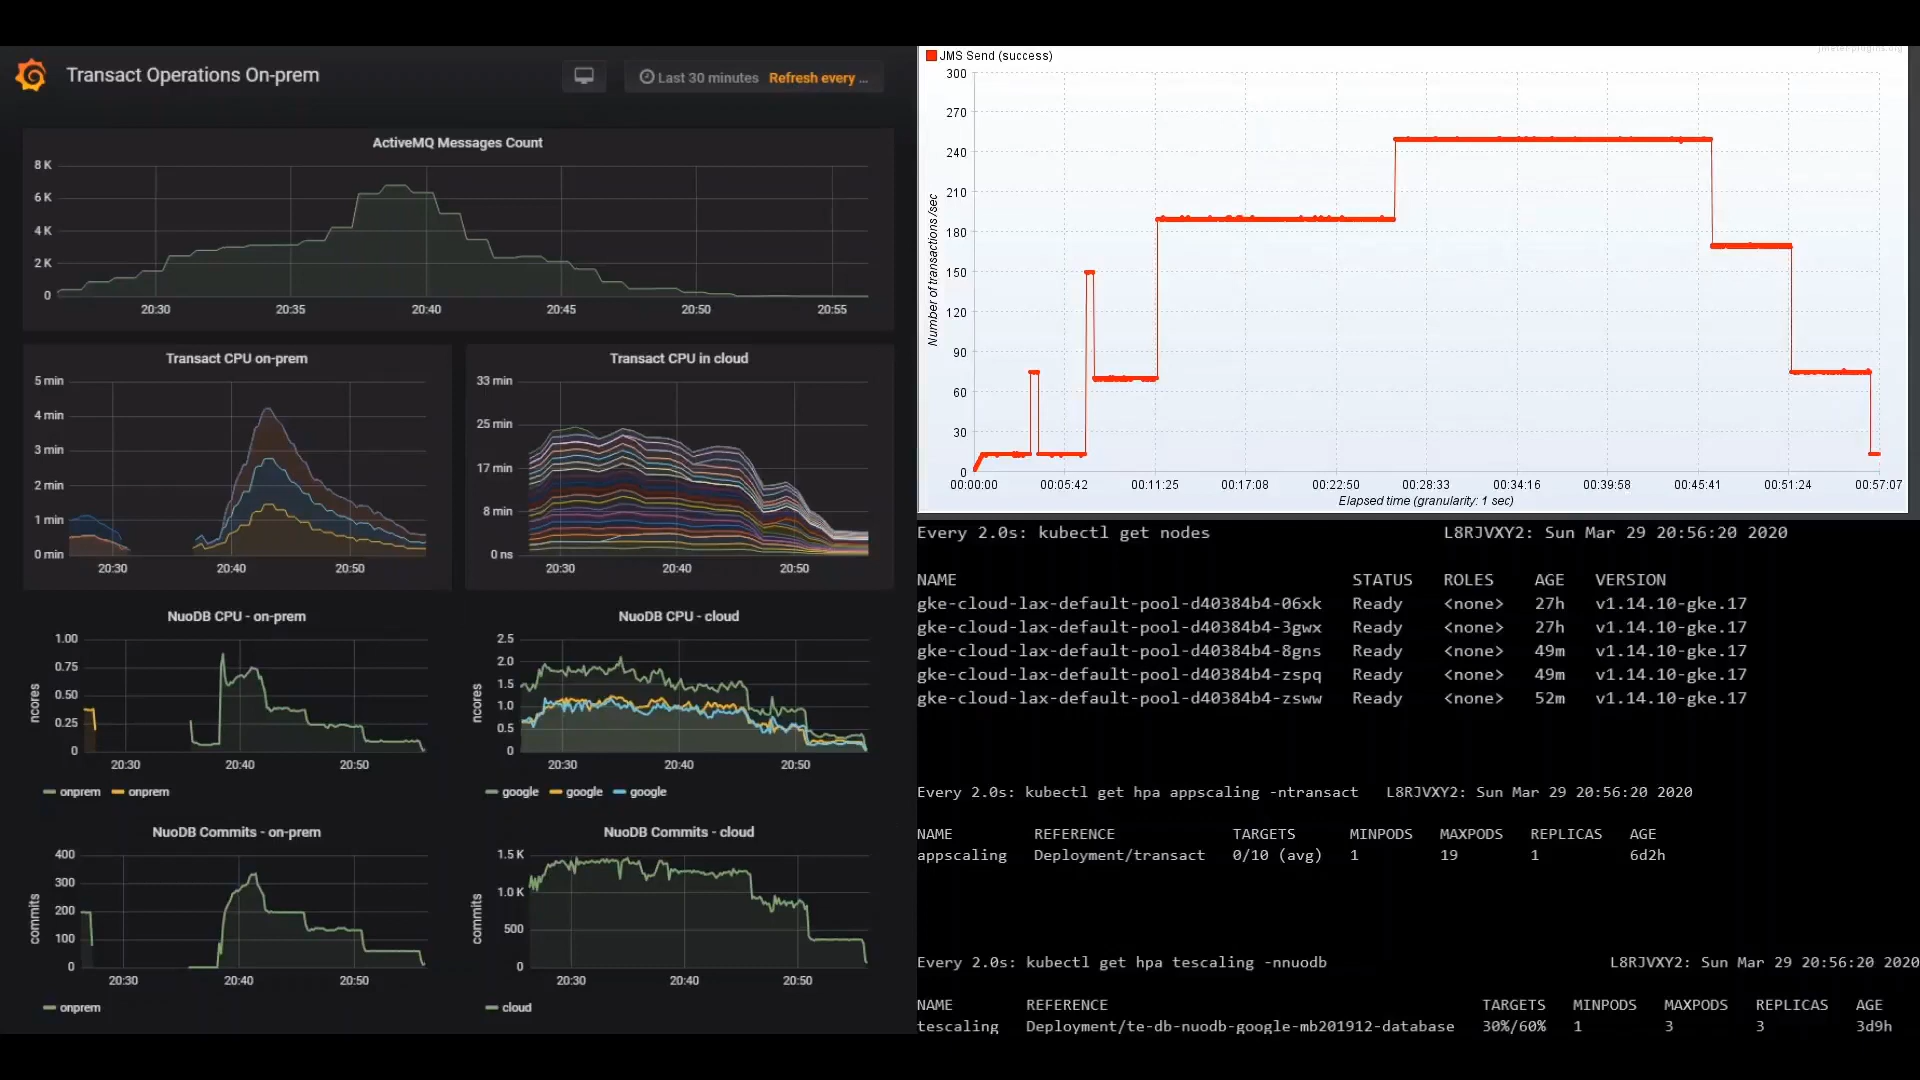 Transact Operations On-prem
Last 30 minutes Refresh every ...
ActiveMQ Messages Count
8 K
6 K
4 K
2 K
0
20:30 20:35 20:40 20:45 20:50 20:55
Transact CPU on-prem
5 min
4 min
3 min
2 min
1 min
0 min
20:30 20:40 20:50
Transact CPU in cloud
33 min
25 min
17 min
8 min
0 ns
20:30 20:40 20:50
NuoDB CPU - on-prem
ncores
1.00
0.75
0.50
0.25
0
20:30 20:40 20:50
onprem onprem
NuoDB CPU - cloud
ncores
2.5
2.0
1.5
1.0
0.5
0
20:30 20:40 20:50
google google google
NuoDB Commits - on-prem
commits
400
300
200
100
0
20:30 20:40 20:50
onprem
NuoDB Commits - cloud
commits
1.5 K
1.0 K
500
0
20:30 20:40 20:50
cloud
JMS Send (success)
Number of transactions /sec
300
270
240
210
180
150
120
90
60
30
0
00:00:00 00:05:42 00:11:25 00:17:08 00:22:50 00:28:33 00:34:16 00:39:58 00:45:41 00:51:24 00:57:07
Elapsed time (granularity: 1 sec)
Every 2.0s: kubectl get nodes L8RJVXY2: Sun Mar 29 20:56:20 2020
NAME STATUS ROLES AGE VERSION
gke-cloud-lax-default-pool-d40384b4-06xk Ready <none> 27h v1.14.10-gke.17
gke-cloud-lax-default-pool-d40384b4-3gwx Ready <none> 27h v1.14.10-gke.17
gke-cloud-lax-default-pool-d40384b4-8gns Ready <none> 49m v1.14.10-gke.17
gke-cloud-lax-default-pool-d40384b4-zspq Ready <none> 49m v1.14.10-gke.17
gke-cloud-lax-default-pool-d40384b4-zsww Ready <none> 52m v1.14.10-gke.17
Every 2.0s: kubectl get hpa appscaling -ntransact L8RJVXY2: Sun Mar 29 20:56:20 2020
NAME REFERENCE TARGETS MINPODS MAXPODS REPLICAS AGE
appscaling Deployment/transact 0/10 (avg) 1 19 1 6d2h
Every 2.0s: kubectl get hpa tescaling -nnuodb L8RJVXY2: Sun Mar 29 20:56:20 2020
NAME REFERENCE TARGETS MINPODS MAXPODS REPLICAS AGE
tescaling Deployment/te-db-nuodb-google-mb201912-database 30%/60% 1 3 3 3d9h